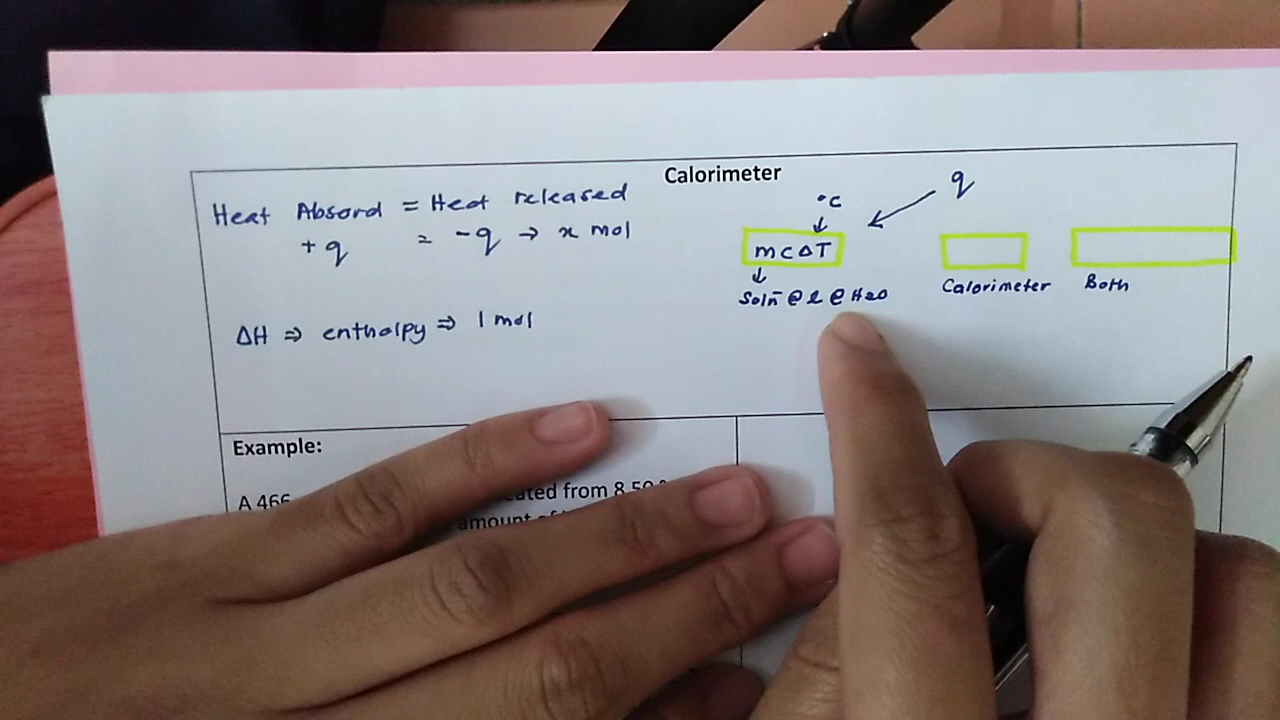 Calorimeter
Heat Absord = Heat released
+q = -q → x mol
ΔH ⇒ enthalpy ⇒ 1 mol
q
°C
mcΔT
Soln̄ @ l @ H2O
Calorimeter
Both
Example:
A 466
ated from 8.50
amount of